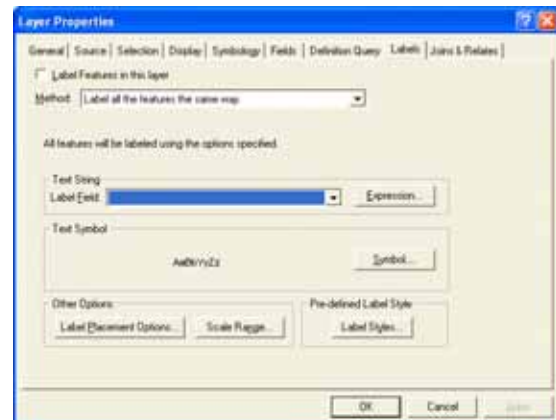 Layer Properties
General Source Selection Display Symbology Fields Definition Query Labels Joins & Relates
Label Features in this layer
Method: Label all the features the same way.
All features will be labeled using the options specified.
Text String
Label Field: Expression...
Text Symbol
AaBbYyZz Symbol...
Other Options Pre-defined Label Style
Label Placement Options... Scale Range... Label Styles...
OK Cancel Apply